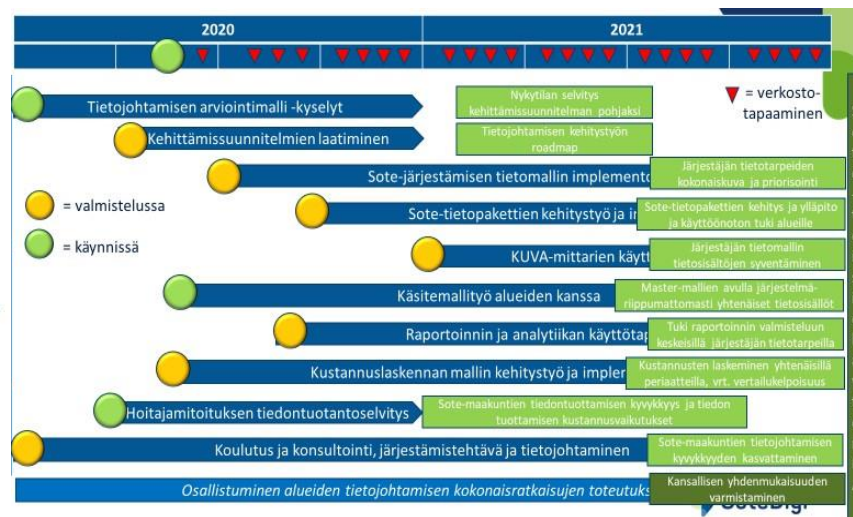 2020
2021
= verkosto-
tapaaminen
Tietojohtamisen arviointimalli -kyselyt
Nykytilan selvitys
kehittämissuunnitelman pohjaksi
Kehittämissuunnitelmien laatiminen
Tietojohtamisen kehitystyön
roadmap
Sote-järjestämisen tietomallin implemento
Järjestäjän tietotarpeiden
kokonaiskuva ja priorisointi
= valmistelussa
Sote-tietopakettien kehitystyö ja i
Sote-tietopakettien kehitys ja ylläpito
ja käyttöönoton tuki alueille
= käynnissä
KUVA-mittarien käytt
Järjestäjän tietomallin
tietosisältöjen syventäminen
Käsitemallityö alueiden kanssa
Master-mallien avulla järjestelmä-
riippumattomasti yhtenäiset tietosisällöt
Raportoinnin ja analytiikan käyttötap
Tuki raportoinnin valmisteluun
keskeisillä järjestäjän tietotarpeilla
Kustannuslaskennan mallin kehitystyö ja impler
Kustannusten laskeminen yhtenäisillä
periaatteilla, vrt. vertailukelpoisuus
Hoitajamitoituksen tiedontuotantoselvitys
Sote-maakuntien tiedontuottamisen kyvykkyys ja tiedon
tuottamisen kustannusvaikutukset
Koulutus ja konsultointi, järjestämistehtävä ja tietojohtaminen
Sote-maakuntien tietojohtamisen
kyvykkyyden kasvattaminen
Osallistuminen alueiden tietojohtamisen kokonaisratkaisujen toteutuks
Kansallisen yhdenmukaisuuden
varmistaminen
SoteDigi